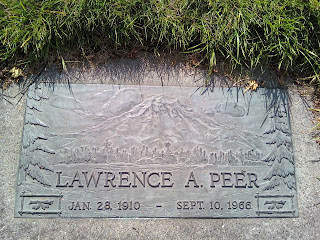 LAWRENCE A. PEER
JAN. 28, 1910 – SEPT. 10, 1966